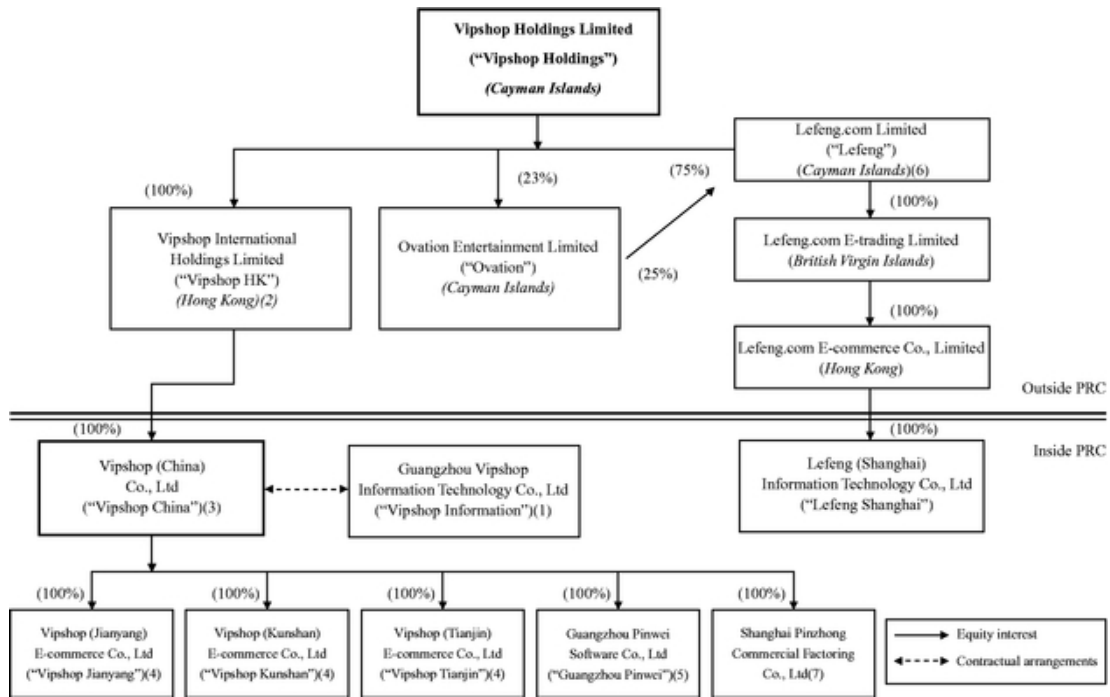 Vipshop Holdings Limited
(“Vipshop Holdings”)
(Cayman Islands)
Lefeng.com Limited
(“Lefeng”)
(Cayman Islands)(6)
(100%)
(23%)
(75%)
(100%)
Vipshop International
Holdings Limited
(“Vipshop HK”)
(Hong Kong)(2)
Ovation Entertainment Limited
(“Ovation”)
(Cayman Islands)
(25%)
Lefeng.com E-trading Limited
(British Virgin Islands)
(100%)
Lefeng.com E-commerce Co., Limited
(Hong Kong)
Outside PRC
(100%)
(100%)
Inside PRC
Vipshop (China)
Co., Ltd
(“Vipshop China”)(3)
Guangzhou Vipshop
Information Technology Co., Ltd
(“Vipshop Information”)(1)
Lefeng (Shanghai)
Information Technology Co., Ltd
(“Lefeng Shanghai”)
(100%)
(100%)
(100%)
(100%)
(100%)
Vipshop (Jianyang)
E-commerce Co., Ltd
(“Vipshop Jianyang”)(4)
Vipshop (Kunshan)
E-commerce Co., Ltd
(“Vipshop Kunshan”)(4)
Vipshop (Tianjin)
E-commerce Co., Ltd
(“Vipshop Tianjin”)(4)
Guangzhou Pinwei
Software Co., Ltd
(“Guangzhou Pinwei”)(5)
Shanghai Pinzhong
Commercial Factoring
Co., Ltd(7)
Equity interest
Contractual arrangements